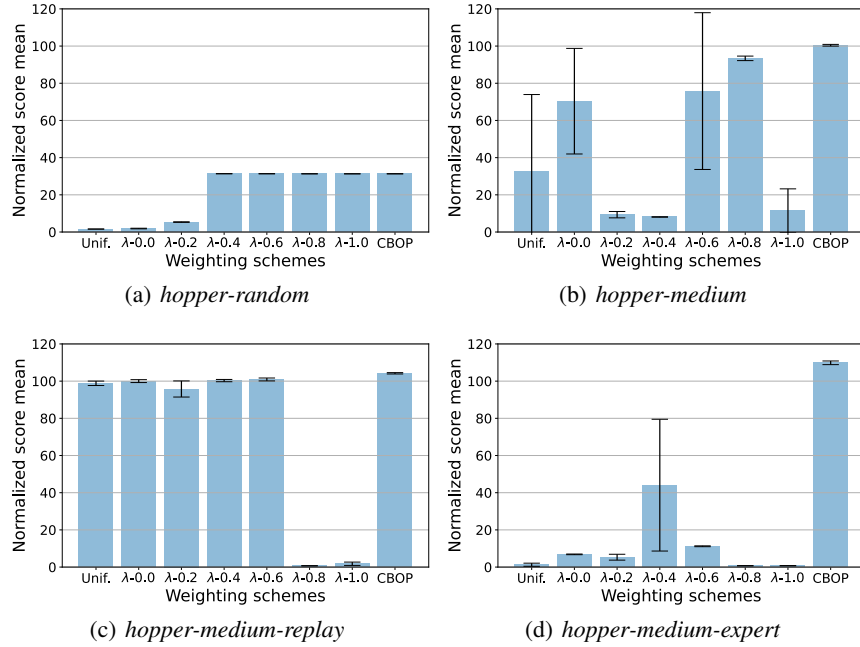 Normalized score mean
120
100
80
60
40
20
0
Unif. λ-0.0 λ-0.2 λ-0.4 λ-0.6 λ-0.8 λ-1.0 CBOP
Weighting schemes
(a) hopper-random
Normalized score mean
120
100
80
60
40
20
0
Unif. λ-0.0 λ-0.2 λ-0.4 λ-0.6 λ-0.8 λ-1.0 CBOP
Weighting schemes
(b) hopper-medium
Normalized score mean
120
100
80
60
40
20
0
Unif. λ-0.0 λ-0.2 λ-0.4 λ-0.6 λ-0.8 λ-1.0 CBOP
Weighting schemes
(c) hopper-medium-replay
Normalized score mean
120
100
80
60
40
20
0
Unif. λ-0.0 λ-0.2 λ-0.4 λ-0.6 λ-0.8 λ-1.0 CBOP
Weighting schemes
(d) hopper-medium-expert